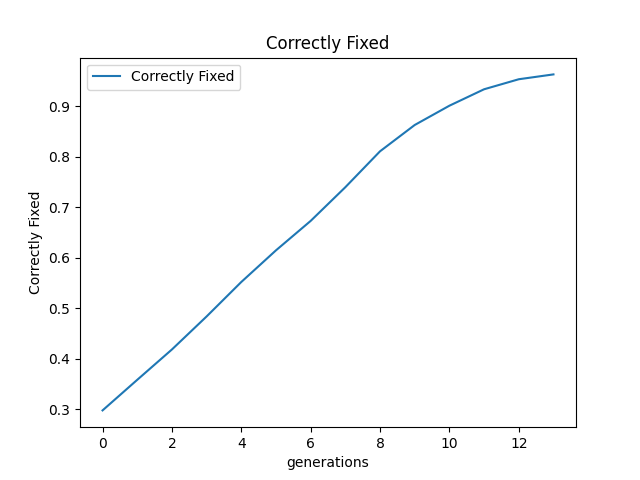 Correctly Fixed
Correctly Fixed
0.9
0.8
0.7
0.6
0.5
0.4
0.3
Correctly Fixed
0 2 4 6 8 10 12
generations